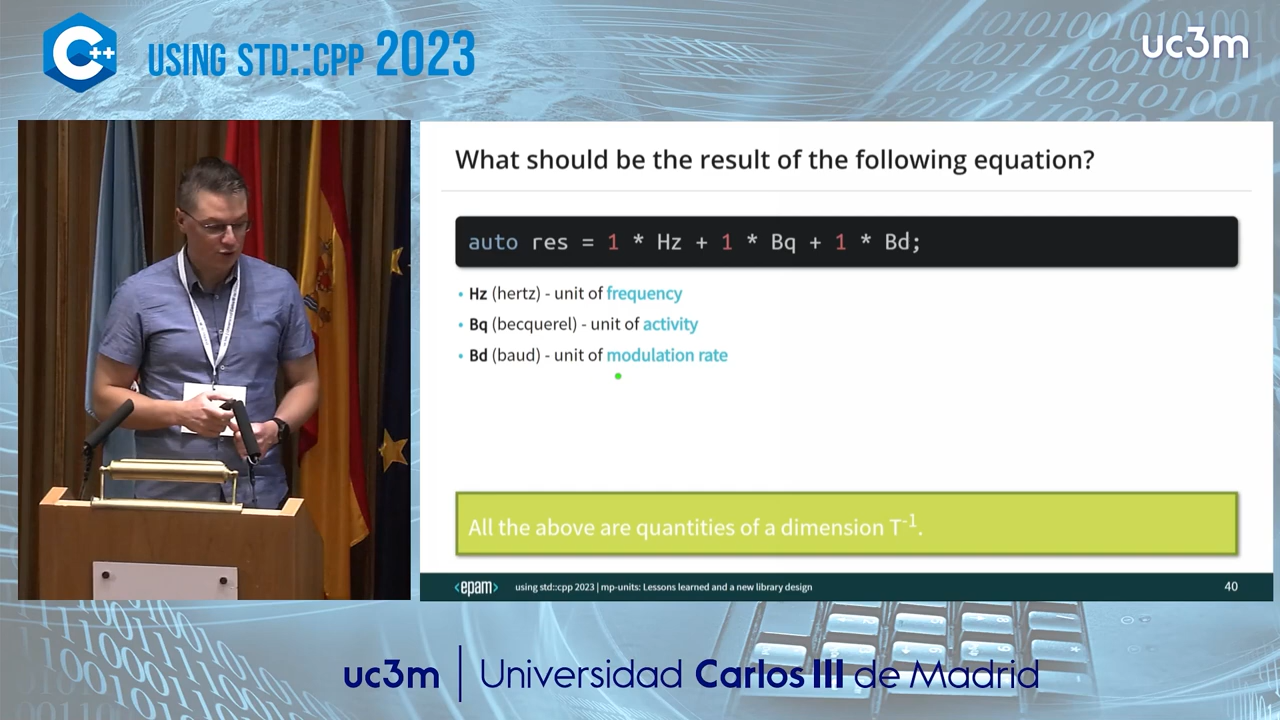 C++
USING STD::CPP 2023
uc3m
What should be the result of the following equation?
auto res = 1 * Hz + 1 * Bq + 1 * Bd;
• Hz (hertz) - unit of frequency
• Bq (becquerel) - unit of activity
• Bd (baud) - unit of modulation rate
All the above are quantities of a dimension T⁻¹.
<epam>
using std::cpp 2023 | mp-units: Lessons learned and a new library design
40
uc3m | Universidad Carlos III de Madrid